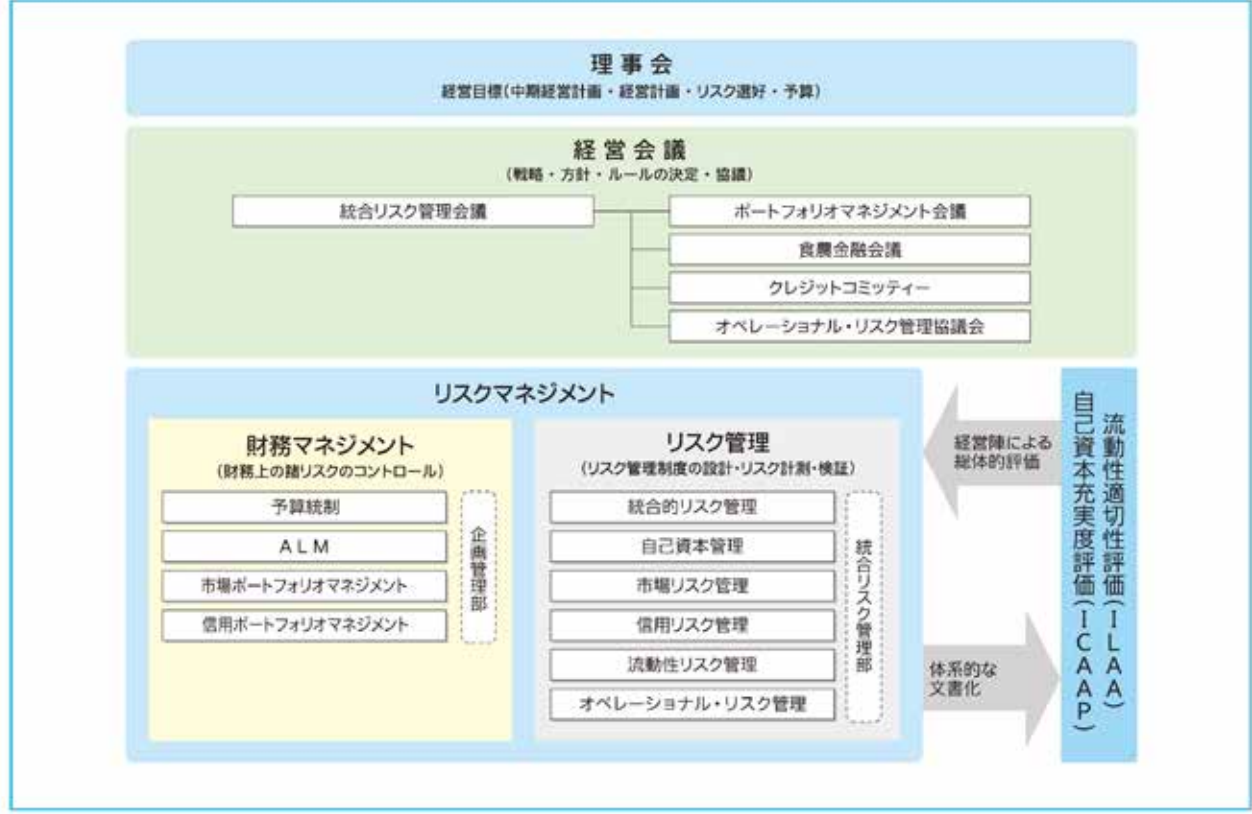 理事会
経営目標(中期経営計画・経営計画・リスク選好・予算)
経営会議
(戦略・方針・ルールの決定・協議)
統合リスク管理会議
ポートフォリオマネジメント会議
食農金融会議
クレジットコミッティー
オペレーショナル・リスク管理協議会
リスクマネジメント
財務マネジメント
(財務上の諸リスクのコントロール)
予算統制
ALM
市場ポートフォリオマネジメント
信用ポートフォリオマネジメント
企画管理部
リスク管理
(リスク管理制度の設計・リスク計測・検証)
統合的リスク管理
自己資本管理
市場リスク管理
信用リスク管理
流動性リスク管理
オペレーショナル・リスク管理
統合リスク管理部
経営陣による
総体的評価
体系的な
文書化
流動性適切性評価(ILAA)
自己資本充実度評価(ICAAP)